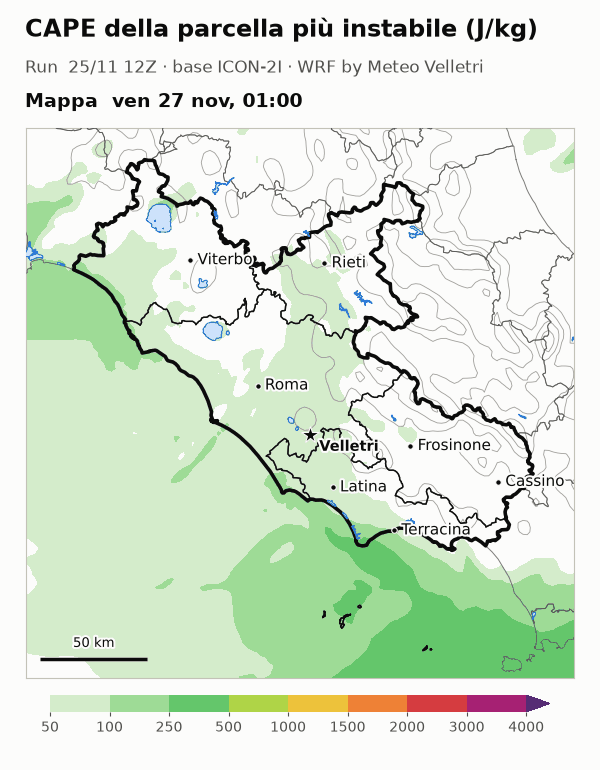 CAPE della parcella più instabile (J/kg)
Run  25/11 12Z · base ICON-2I · WRF by Meteo Velletri
Mappa  ven 27 nov, 01:00
Viterbo
Rieti
Roma
Velletri
Frosinone
Cassino
Latina
Terracina
50 km
50 100 250 500 1000 1500 2000 3000 4000